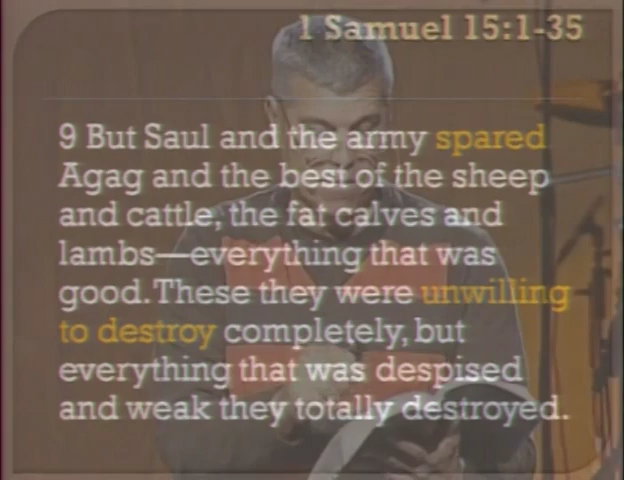 1 Samuel 15:1-35
9 But Saul and the army spared
Agag and the best of the sheep
and cattle, the fat calves and
lambs—everything that was
good. These they were unwilling
to destroy completely, but
everything that was despised
and weak they totally destroyed.